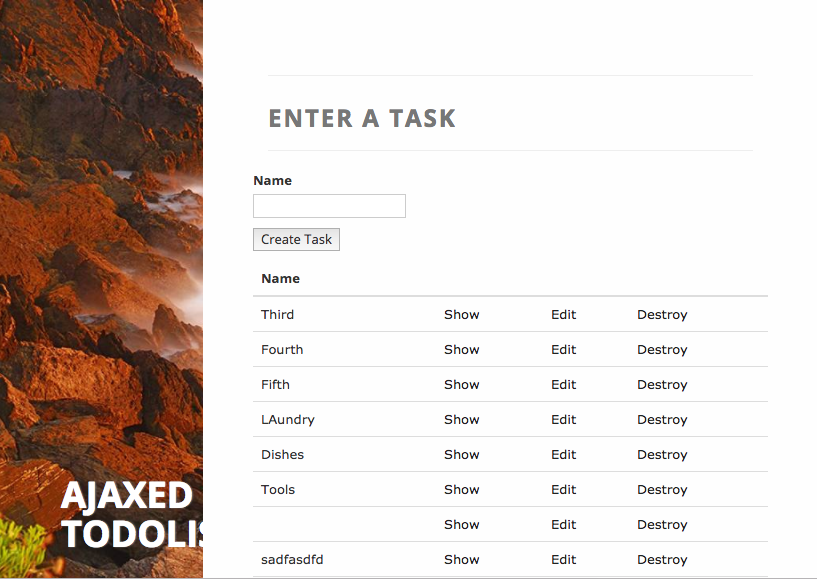 ENTER A TASK
Name
Create Task
Name
Third Show Edit Destroy
Fourth Show Edit Destroy
Fifth Show Edit Destroy
LAundry Show Edit Destroy
Dishes Show Edit Destroy
Tools Show Edit Destroy
Show Edit Destroy
sadfasdfd Show Edit Destroy
AJAXED
TODOLIS